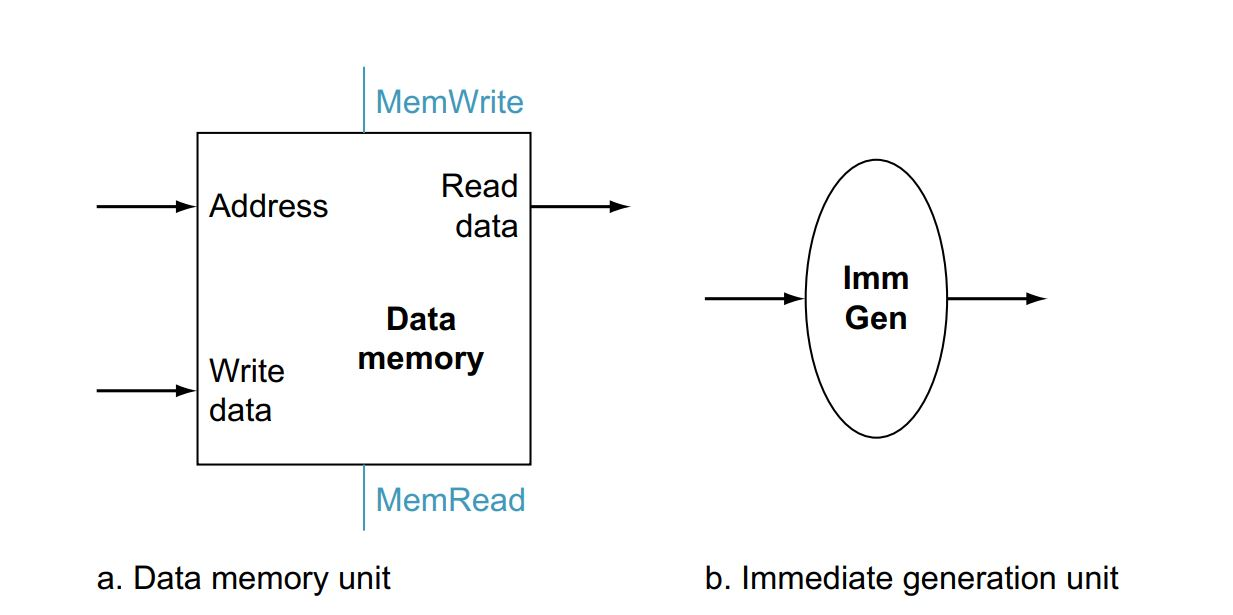 MemWrite
Address
Read
data
Data
memory
Write
data
MemRead
a. Data memory unit
Imm
Gen
b. Immediate generation unit